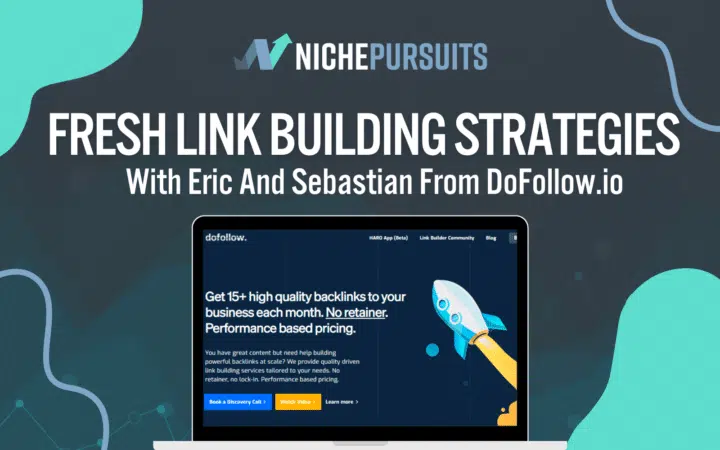 NICHEPURSUITS
FRESH LINK BUILDING STRATEGIES
With Eric And Sebastian From DoFollow.io
dofollow.
HARO App (Beta) Link Builder Community Blog
Get 15+ high quality backlinks to your
business each month. No retainer.
Performance based pricing.
You have great content but need help building
powerful backlinks at scale? We provide quality driven
link building services tailored to your needs. No
retainer, no lock-in. Performance based pricing.
Book a Discovery Call › Watch Video › Learn more ›